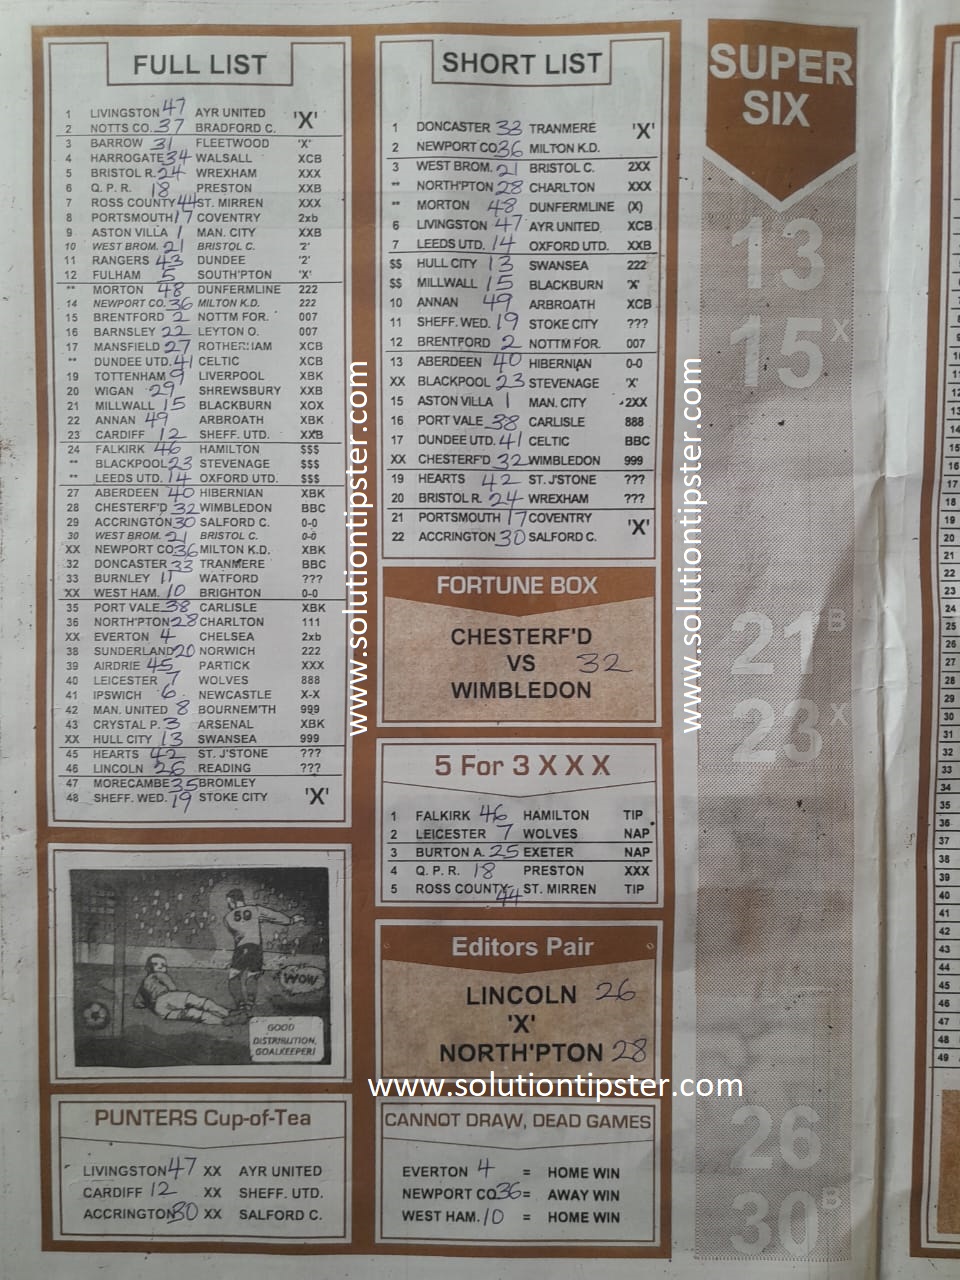 FULL LIST
1 LIVINGSTON 47 AYR UNITED 'X'
2 NOTTS CO. 37 BRADFORD C.
3 BARROW 31 FLEETWOOD 'X'
4 HARROGATE 34 WALSALL XCB
5 BRISTOL R. 24 WREXHAM XXX
6 Q. P. R. 18 PRESTON XXB
7 ROSS COUNTY 44 ST. MIRREN XXX
8 PORTSMOUTH 17 COVENTRY 2xb
9 ASTON VILLA 1 MAN. CITY XXB
10 WEST BROM. 21 BRISTOL C. '2'
11 RANGERS 43 DUNDEE '2'
12 FULHAM 5 SOUTH'PTON 'X'
** MORTON 48 DUNFERMLINE 222
14 NEWPORT CO. 36 MILTON K.D. 222
15 BRENTFORD 2 NOTTM FOR. 007
16 BARNSLEY 22 LEYTON O. 007
17 MANSFIELD 27 ROTHERHAM XCB
** DUNDEE UTD. 41 CELTIC XCB
19 TOTTENHAM 9 LIVERPOOL XBK
20 WIGAN 29 SHREWSBURY XXB
21 MILLWALL 15 BLACKBURN XOX
22 ANNAN 49 ARBROATH XBK
23 CARDIFF 12 SHEFF. UTD. XXB
24 FALKIRK 46 HAMILTON $$$
** BLACKPOOL 23 STEVENAGE $$$
** LEEDS UTD. 14 OXFORD UTD. $$$
27 ABERDEEN 40 HIBERNIAN XBK
28 CHESTERF'D 32 WIMBLEDON BBC
29 ACCRINGTON 30 SALFORD C. 0-0
30 WEST BROM. 21 BRISTOL C. 0-0
XX NEWPORT CO. 36 MILTON K.D. XBK
32 DONCASTER 33 TRANMERE BBC
33 BURNLEY 11 WATFORD ???
XX WEST HAM. 10 BRIGHTON 0-0
35 PORT VALE 38 CARLISLE XBK
36 NORTH'PTON 28 CHARLTON 111
XX EVERTON 4 CHELSEA 2xb
38 SUNDERLAND 20 NORWICH 222
39 AIRDRIE 45 PARTICK XXX
40 LEICESTER 7 WOLVES 888
41 IPSWICH 6 NEWCASTLE X-X
42 MAN. UNITED 8 BOURNEM'TH 999
43 CRYSTAL P. 3 ARSENAL XBK
XX HULL CITY 13 SWANSEA 999
45 HEARTS 42 ST. J'STONE ???
46 LINCOLN 26 READING ???
47 MORECAMBE 35 BROMLEY 'X'
48 SHEFF. WED. 19 STOKE CITY
59
WOW
GOOD
DISTRIBUTION,
GOALKEEPER!
PUNTERS Cup-of-Tea
LIVINGSTON 47 XX AYR UNITED
CARDIFF 12 XX SHEFF. UTD.
ACCRINGTON 30 XX SALFORD C.
SHORT LIST
1 DONCASTER 33 TRANMERE 'X'
2 NEWPORT CO 36 MILTON K.D.
3 WEST BROM. 21 BRISTOL C. 2XX
** NORTH'PTON 28 CHARLTON XXX
** MORTON 48 DUNFERMLINE (X)
6 LIVINGSTON 47 AYR UNITED XCB
7 LEEDS UTD. 14 OXFORD UTD. XXB
$$ HULL CITY 13 SWANSEA 222
$$ MILLWALL 15 BLACKBURN 'X'
10 ANNAN 49 ARBROATH XCB
11 SHEFF. WED. 19 STOKE CITY ???
12 BRENTFORD 2 NOTTM FOR. 007
13 ABERDEEN 40 HIBERNIAN 0-0
XX BLACKPOOL 23 STEVENAGE 'X'
15 ASTON VILLA 1 MAN. CITY 2XX
16 PORT VALE 38 CARLISLE 888
17 DUNDEE UTD. 41 CELTIC BBC
XX CHESTERF'D 32 WIMBLEDON 999
19 HEARTS 42 ST. J'STONE ???
20 BRISTOL R. 24 WREXHAM ???
21 PORTSMOUTH 17 COVENTRY 'X'
22 ACCRINGTON 30 SALFORD C.
FORTUNE BOX
CHESTERF'D
VS 32
WIMBLEDON
5 For 3 X X X
1 FALKIRK 46 HAMILTON TIP
2 LEICESTER 7 WOLVES NAP
3 BURTON A. 25 EXETER NAP
4 Q. P. R. 18 PRESTON XXX
5 ROSS COUNTY 44 ST. MIRREN TIP
Editors Pair
LINCOLN 26
'X'
NORTH'PTON 28
CANNOT DRAW, DEAD GAMES
EVERTON 4 = HOME WIN
NEWPORT CO 36 = AWAY WIN
WEST HAM. 10 = HOME WIN
SUPER
SIX
13
15 X
21 B
23 X
26
30 B
www.solutiontipster.com
www.solutiontipster.com
www.solutiontipster.com